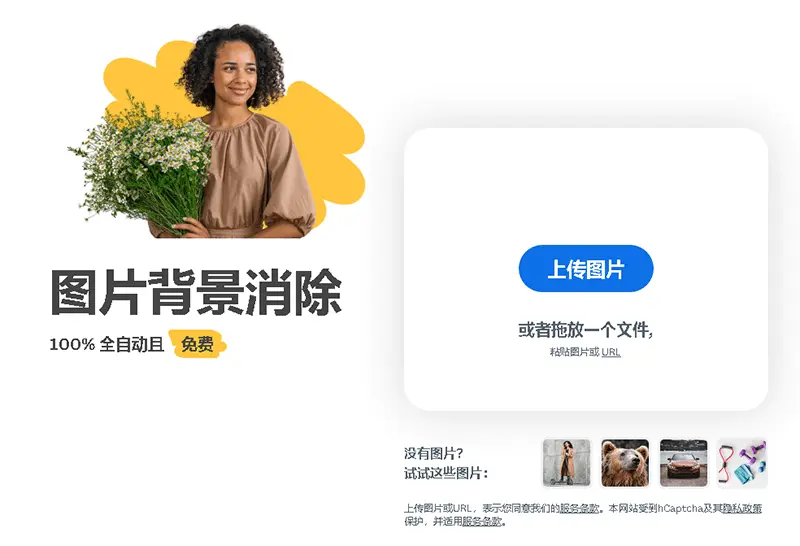 图片背景消除
100% 全自动且 免费
上传图片
或者拖放一个文件,
粘贴图片或 URL
没有图片?
试试这些图片：
上传图片或URL，表示您同意我们的服务条款。本网站受到hCaptcha及其隐私政策
保护，并适用服务条款。